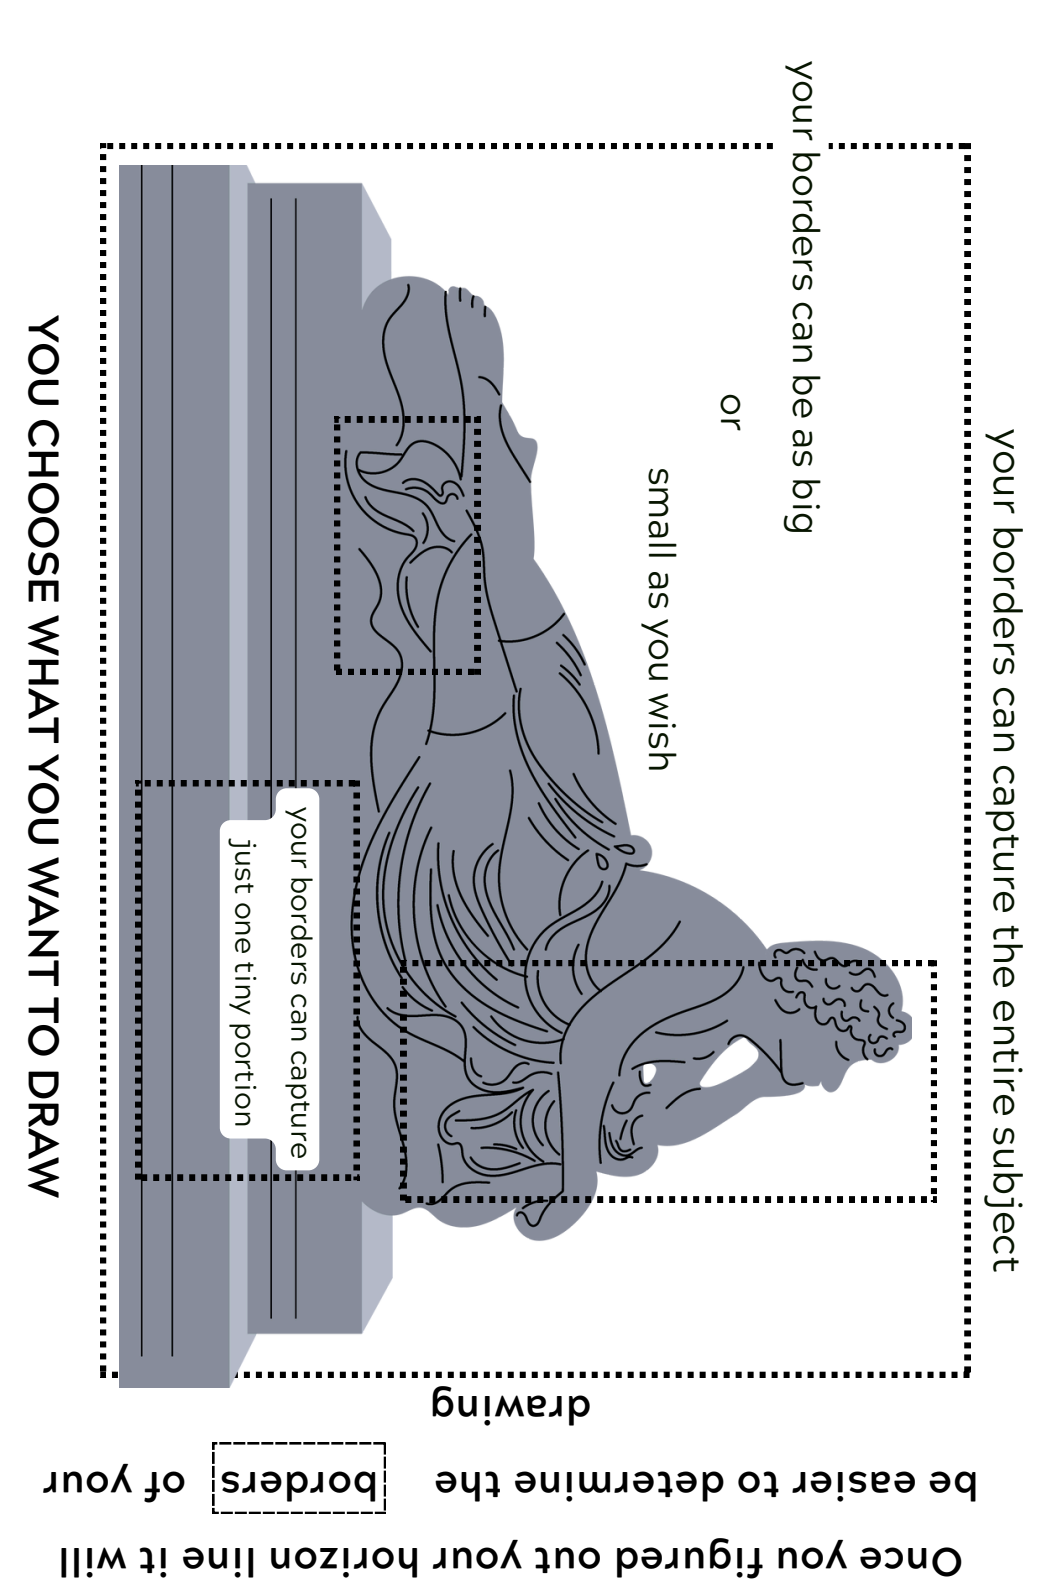 Once you figured out your horizon line it will
be easier to determine the borders of your
drawing
your borders can capture the entire subject
your borders can be as big
or
small as you wish
your borders can capture
just one tiny portion
YOU CHOOSE WHAT YOU WANT TO DRAW